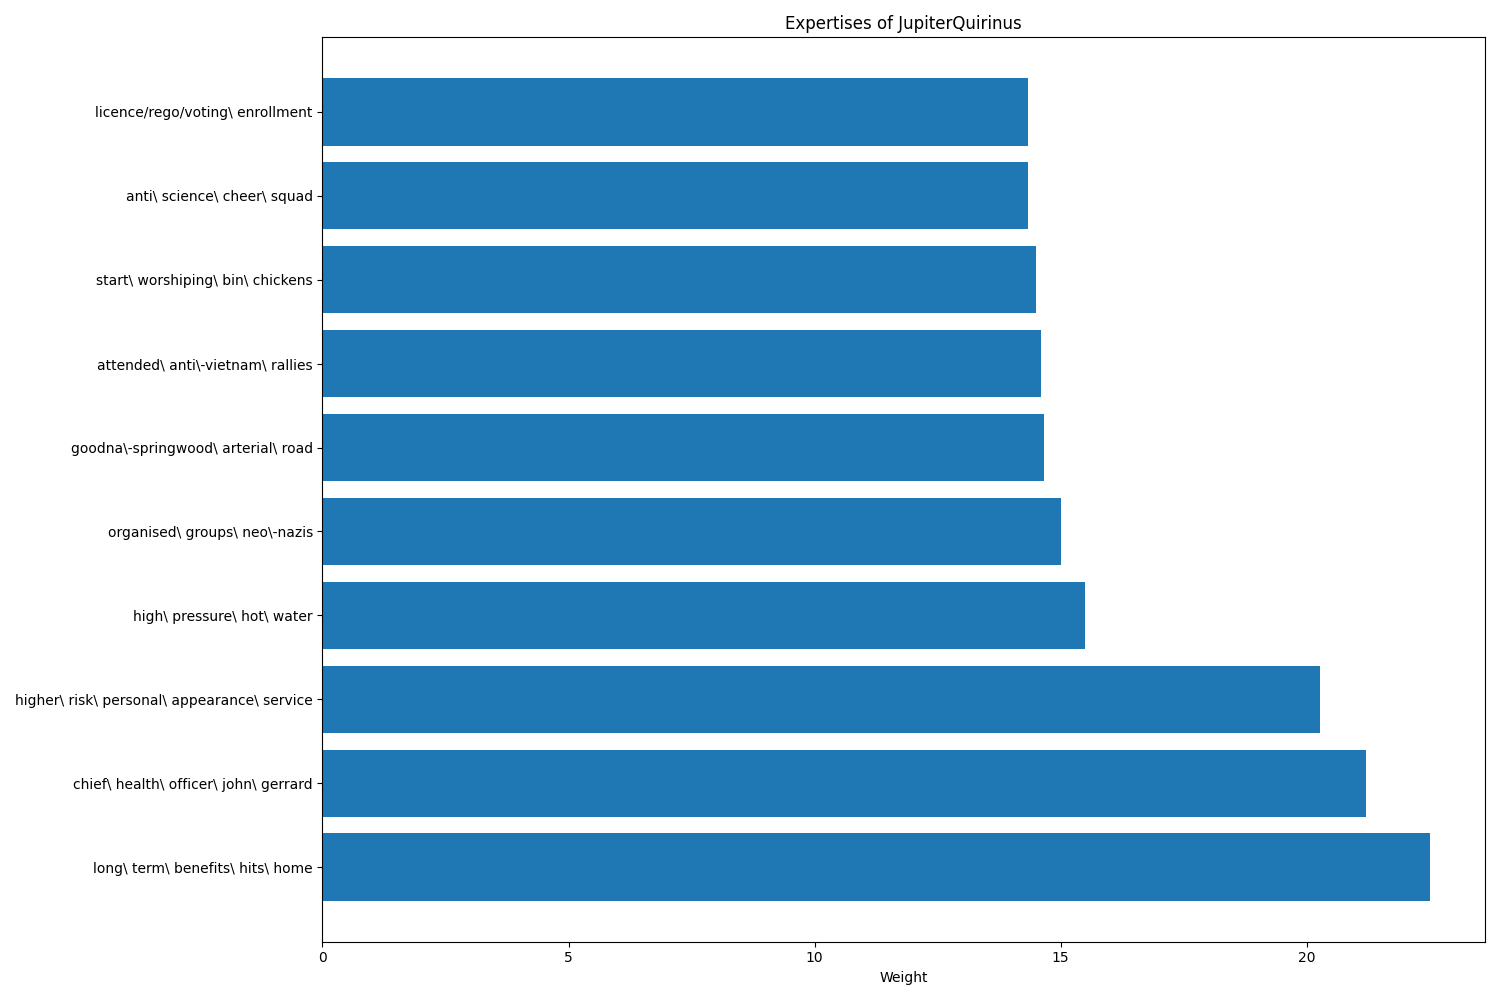 Expertises of JupiterQuirinus
licence/rego/voting\ enrollment
anti\ science\ cheer\ squad
start\ worshiping\ bin\ chickens
attended\ anti\-vietnam\ rallies
goodna\-springwood\ arterial\ road
organised\ groups\ neo\-nazis
high\ pressure\ hot\ water
higher\ risk\ personal\ appearance\ service
chief\ health\ officer\ john\ gerrard
long\ term\ benefits\ hits\ home
0 5 10 15 20
Weight